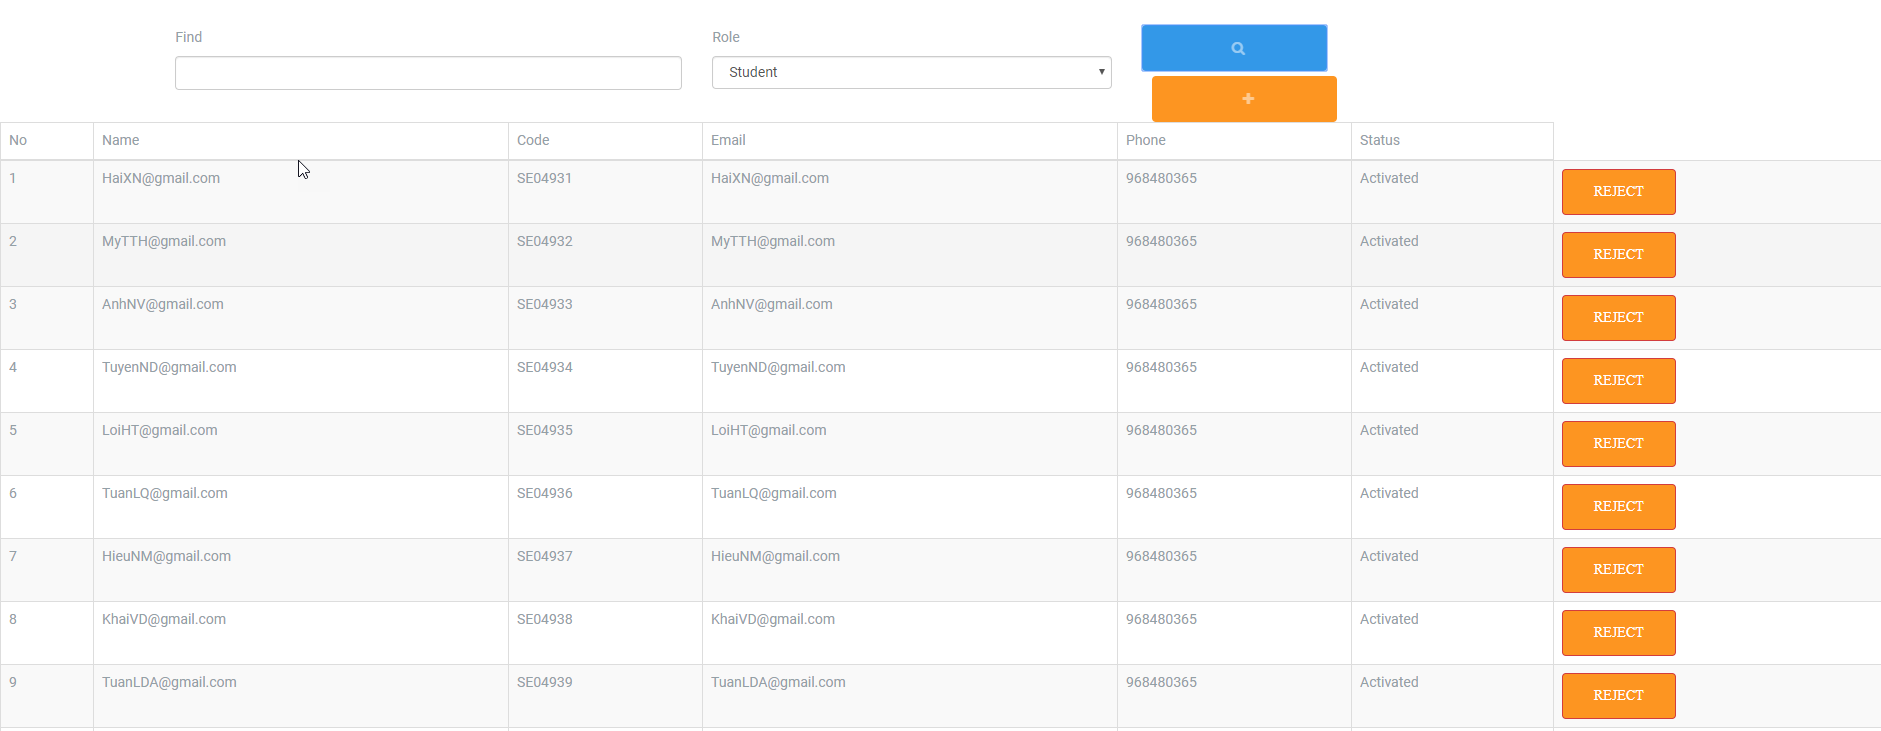 Find Role
Student
No Name Code Email Phone Status
1 HaiXN@gmail.com SE04931 HaiXN@gmail.com 968480365 Activated REJECT
2 MyTTH@gmail.com SE04932 MyTTH@gmail.com 968480365 Activated REJECT
3 AnhNV@gmail.com SE04933 AnhNV@gmail.com 968480365 Activated REJECT
4 TuyenND@gmail.com SE04934 TuyenND@gmail.com 968480365 Activated REJECT
5 LoiHT@gmail.com SE04935 LoiHT@gmail.com 968480365 Activated REJECT
6 TuanLQ@gmail.com SE04936 TuanLQ@gmail.com 968480365 Activated REJECT
7 HieuNM@gmail.com SE04937 HieuNM@gmail.com 968480365 Activated REJECT
8 KhaiVD@gmail.com SE04938 KhaiVD@gmail.com 968480365 Activated REJECT
9 TuanLDA@gmail.com SE04939 TuanLDA@gmail.com 968480365 Activated REJECT